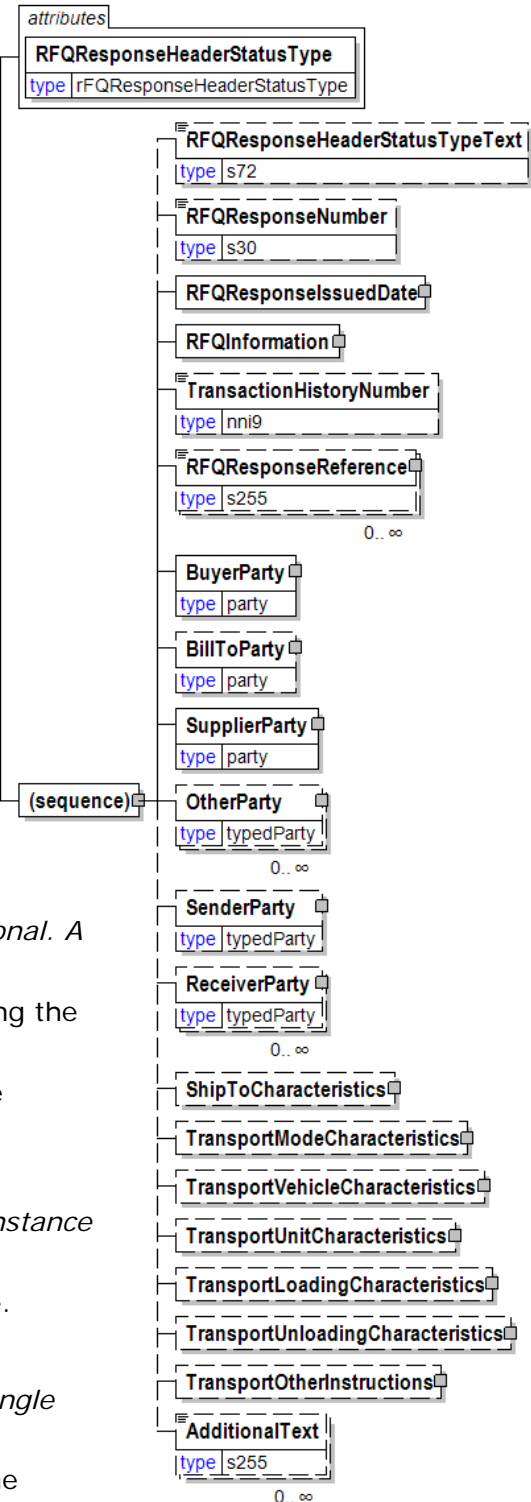 attributes
RFQResponseHeaderStatusType
type rFQResponseHeaderStatusType
RFQResponseHeaderStatusTypeText
type s72
RFQResponseNumber
type s30
RFQResponseIssuedDate
RFQInformation
TransactionHistoryNumber
type nni9
RFQResponseReference
type s255
0.. ∞
BuyerParty
type party
BillToParty
type party
SupplierParty
type party
(sequence)
OtherParty
type typedParty
0.. ∞
SenderParty
type typedParty
onal. A
ReceiverParty
ng the
type typedParty
0.. ∞
ShipToCharacteristics
e
TransportModeCharacteristics
TransportVehicleCharacteristics
nstance
TransportUnitCharacteristics
TransportLoadingCharacteristics
e.
TransportUnloadingCharacteristics
TransportOtherInstructions
ngle
AdditionalText
type s255
ne
0.. ∞